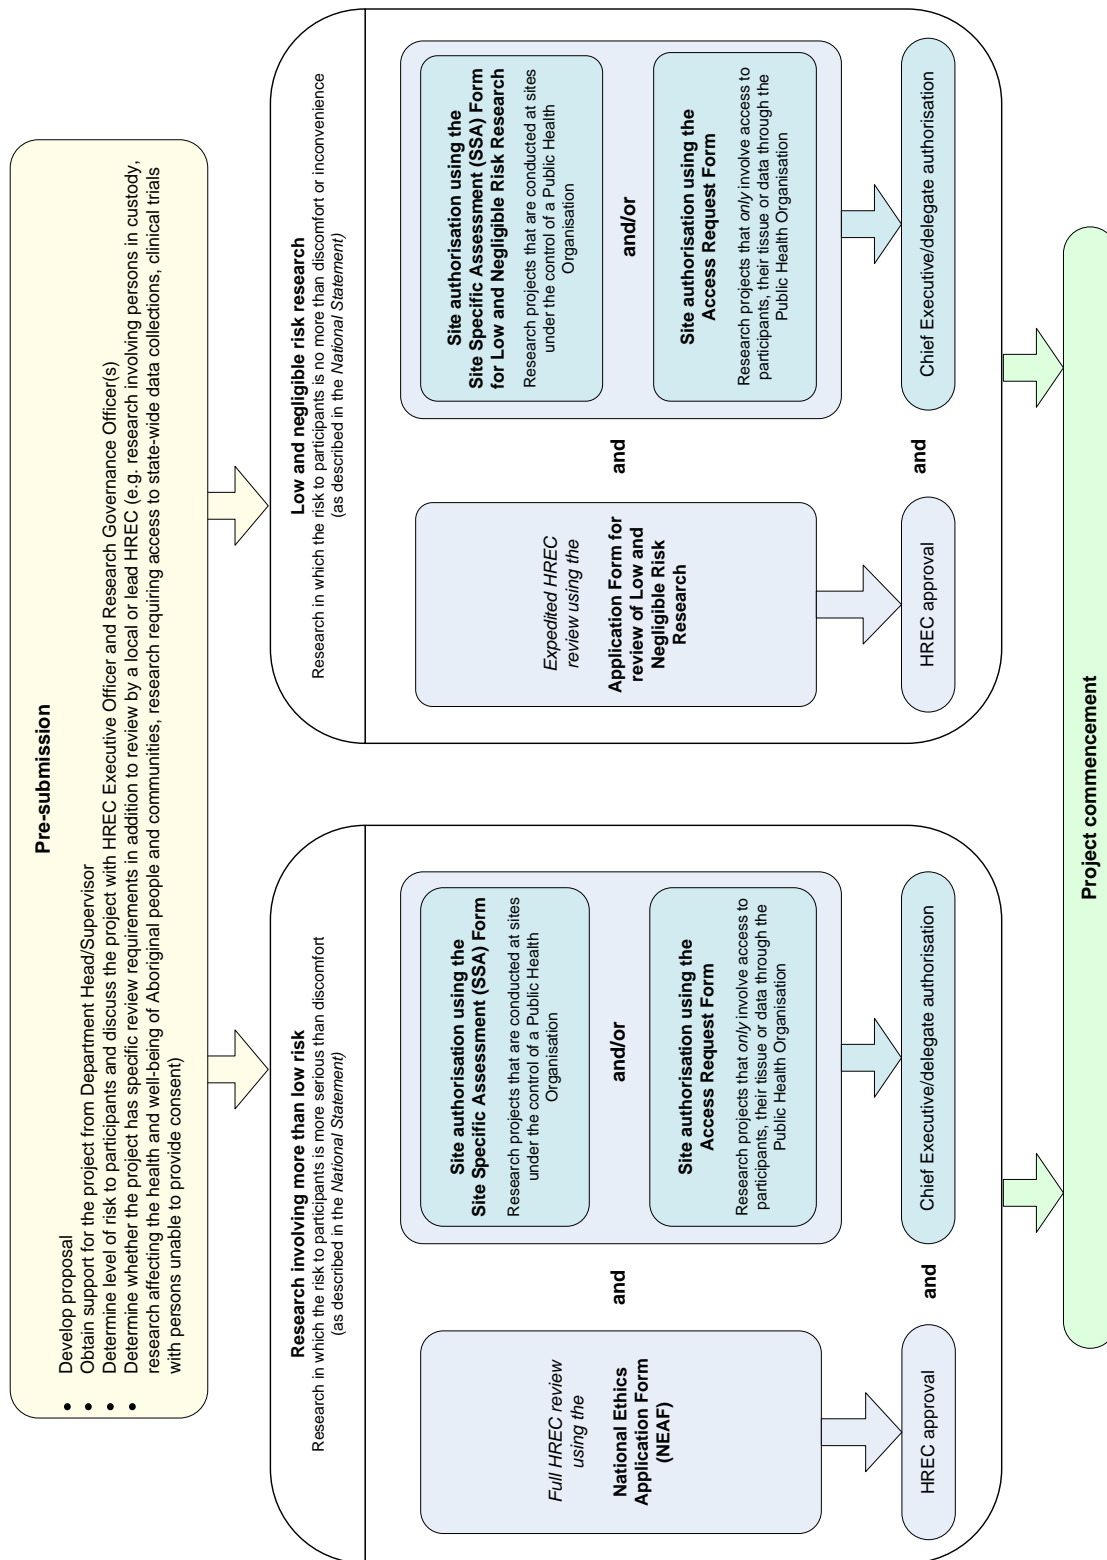 Pre-submission
• Develop proposal
• Obtain support for the project from Department Head/Supervisor
• Determine level of risk to participants and discuss the project with HREC Executive Officer and Research Governance Officer(s)
• Determine whether the project has specific review requirements in addition to review by a local or lead HREC (e.g. research involving persons in custody,
research affecting the health and well-being of Aboriginal people and communities, research requiring access to state-wide data collections, clinical trials
with persons unable to provide consent)
Research involving more than low risk
Research in which the risk to participants is more serious than discomfort
(as described in the National Statement)
Full HREC review
using the
National Ethics
Application Form
(NEAF)
and
Site authorisation using the
Site Specific Assessment (SSA) Form
Research projects that are conducted at sites
under the control of a Public Health
Organisation
and/or
Site authorisation using the
Access Request Form
Research projects that only involve access to
participants, their tissue or data through the
Public Health Organisation
HREC approval
and
Chief Executive/delegate authorisation
Low and negligible risk research
Research in which the risk to participants is no more than discomfort or inconvenience
(as described in the National Statement)
Expedited HREC
review using the
Application Form for
review of Low and
Negligible Risk
Research
and
Site authorisation using the
Site Specific Assessment (SSA) Form
for Low and Negligible Risk Research
Research projects that are conducted at sites
under the control of a Public Health
Organisation
and/or
Site authorisation using the
Access Request Form
Research projects that only involve access to
participants, their tissue or data through the
Public Health Organisation
HREC approval
and
Chief Executive/delegate authorisation
Project commencement